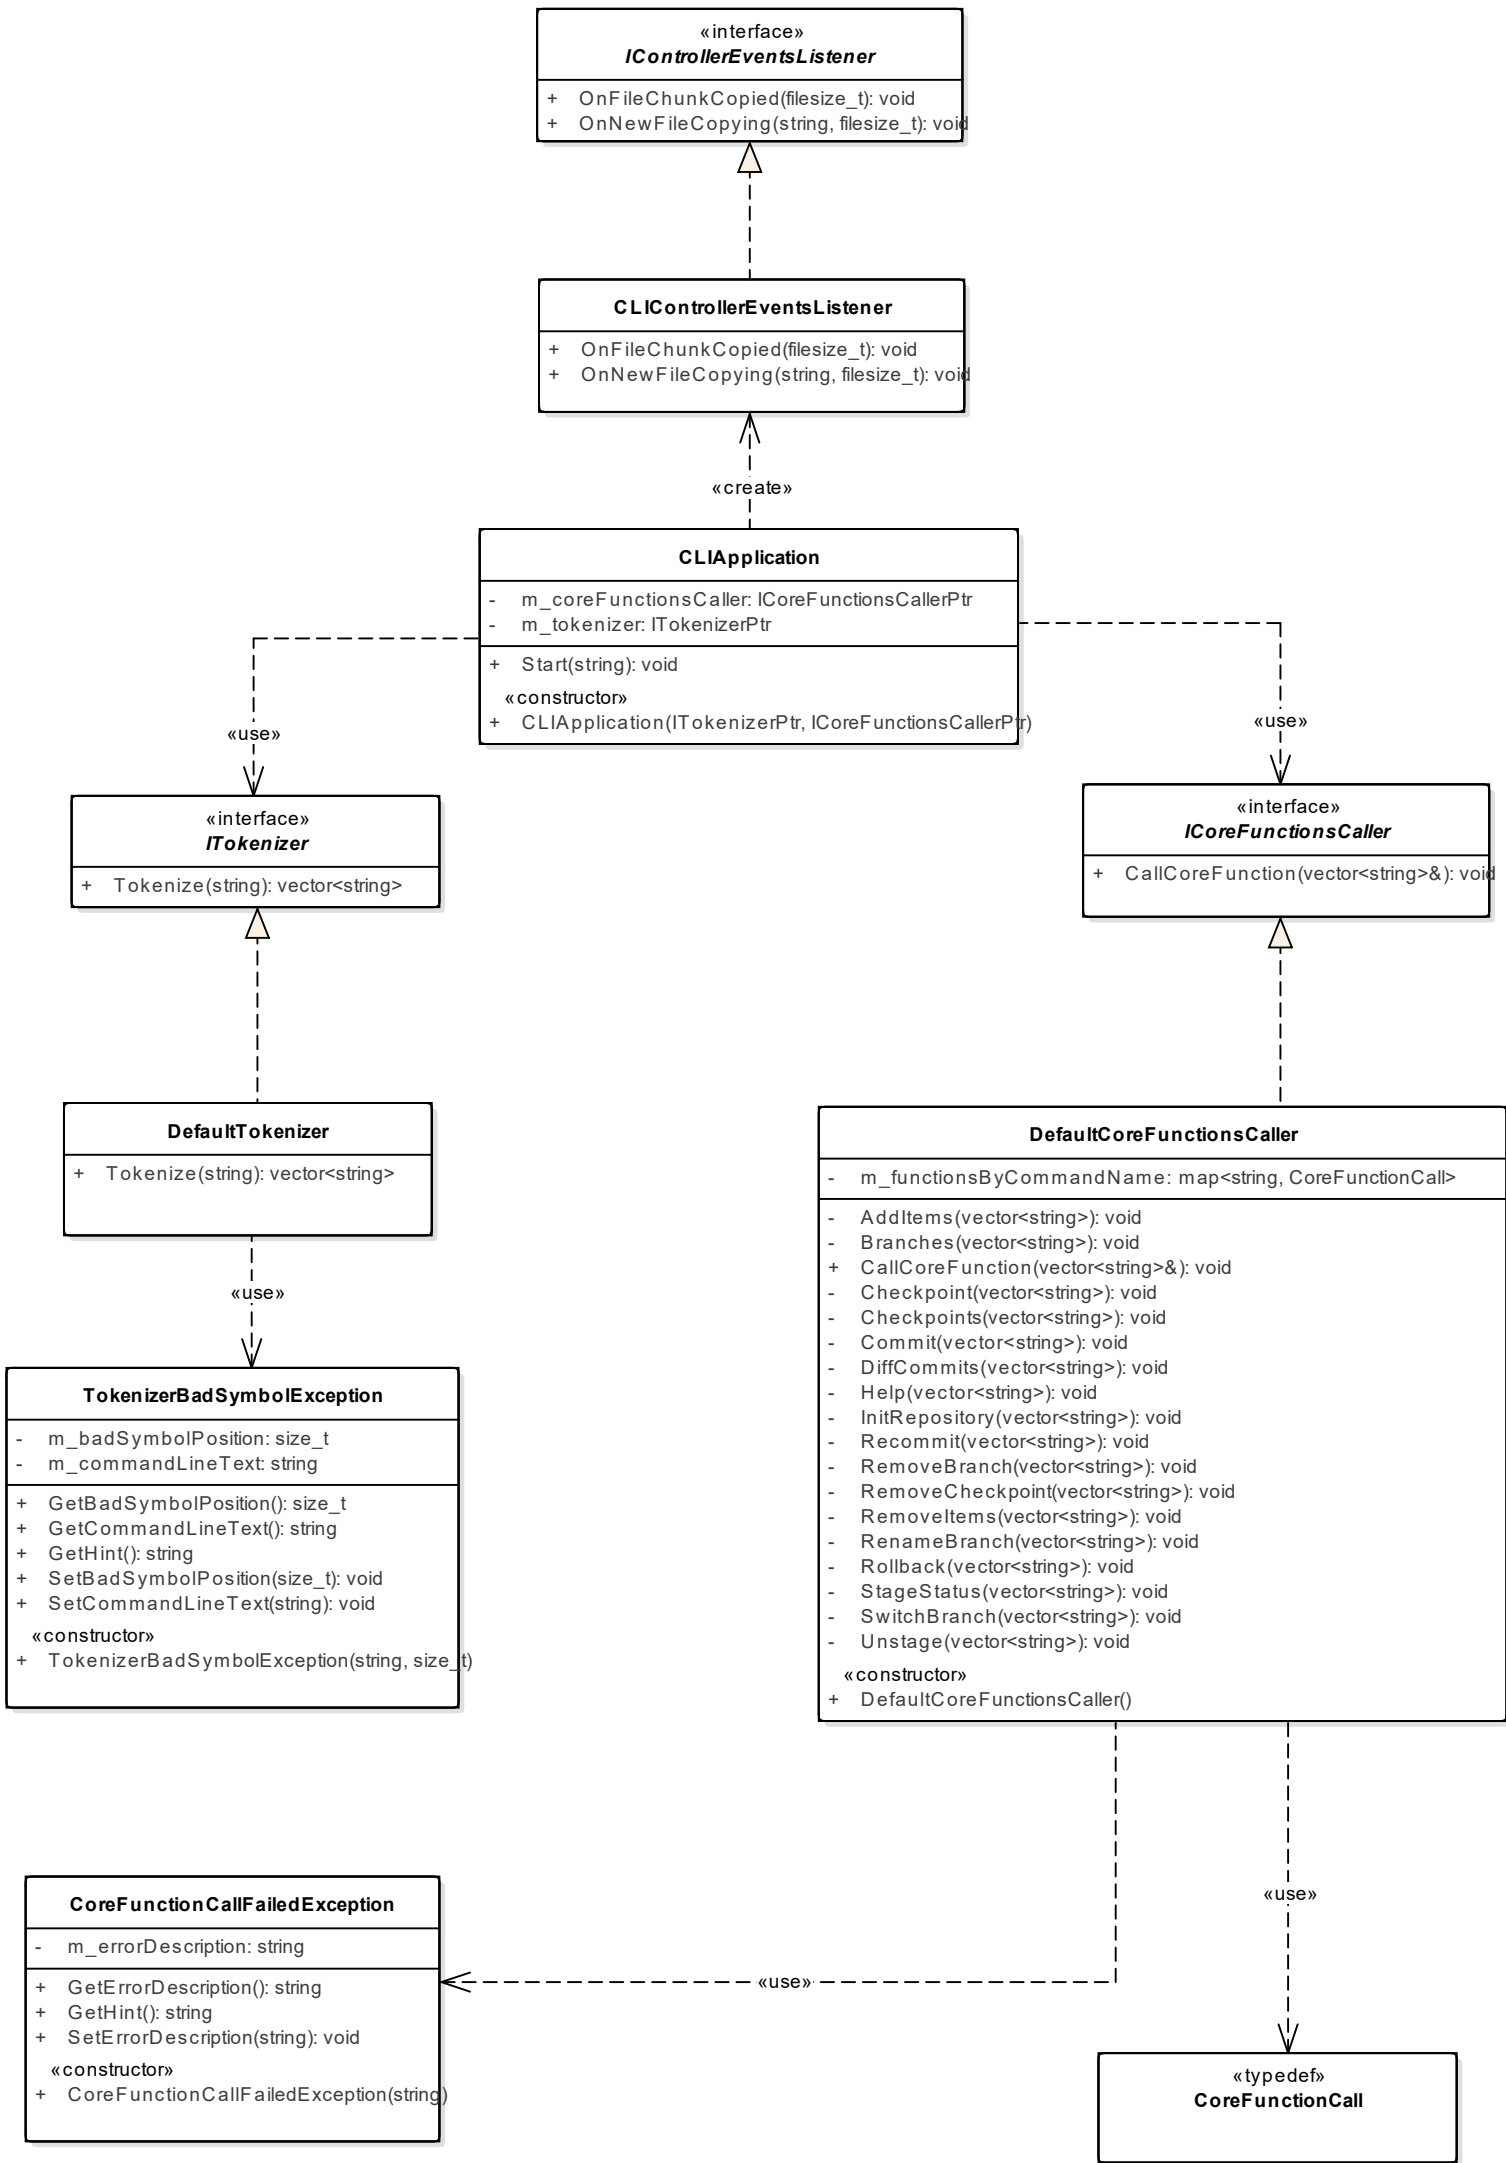 «interface»
IControllerEventsListener
+ OnFileChunkCopied(filesize_t): void
+ OnNewFileCopying(string, filesize_t): void
CLIControllerEventsListener
+ OnFileChunkCopied(filesize_t): void
+ OnNewFileCopying(string, filesize_t): void
«create»
CLIApplication
- m_coreFunctionsCaller: ICoreFunctionsCallerPtr
- m_tokenizer: ITokenizerPtr
+ Start(string): void
«constructor»
+ CLIApplication(ITokenizerPtr, ICoreFunctionsCallerPtr)
«use»
«use»
«interface»
ITokenizer
+ Tokenize(string): vector<string>
«interface»
ICoreFunctionsCaller
+ CallCoreFunction(vector<string>&): void
DefaultTokenizer
+ Tokenize(string): vector<string>
«use»
TokenizerBadSymbolException
- m_badSymbolPosition: size_t
- m_commandLineText: string
+ GetBadSymbolPosition(): size_t
+ GetCommandLineText(): string
+ GetHint(): string
+ SetBadSymbolPosition(size_t): void
+ SetCommandLineText(string): void
«constructor»
+ TokenizerBadSymbolException(string, size_t)
DefaultCoreFunctionsCaller
- m_functionsByCommandName: map<string, CoreFunctionCall>
- AddItems(vector<string>): void
- Branches(vector<string>): void
+ CallCoreFunction(vector<string>&): void
- Checkpoint(vector<string>): void
- Checkpoints(vector<string>): void
- Commit(vector<string>): void
- DiffCommits(vector<string>): void
- Help(vector<string>): void
- InitRepository(vector<string>): void
- Recommit(vector<string>): void
- RemoveBranch(vector<string>): void
- RemoveCheckpoint(vector<string>): void
- RemoveItems(vector<string>): void
- RenameBranch(vector<string>): void
- Rollback(vector<string>): void
- StageStatus(vector<string>): void
- SwitchBranch(vector<string>): void
- Unstage(vector<string>): void
«constructor»
+ DefaultCoreFunctionsCaller()
«use»
«use»
CoreFunctionCallFailedException
- m_errorDescription: string
+ GetErrorDescription(): string
+ GetHint(): string
+ SetErrorDescription(string): void
«constructor»
+ CoreFunctionCallFailedException(string)
«typedef»
CoreFunctionCall